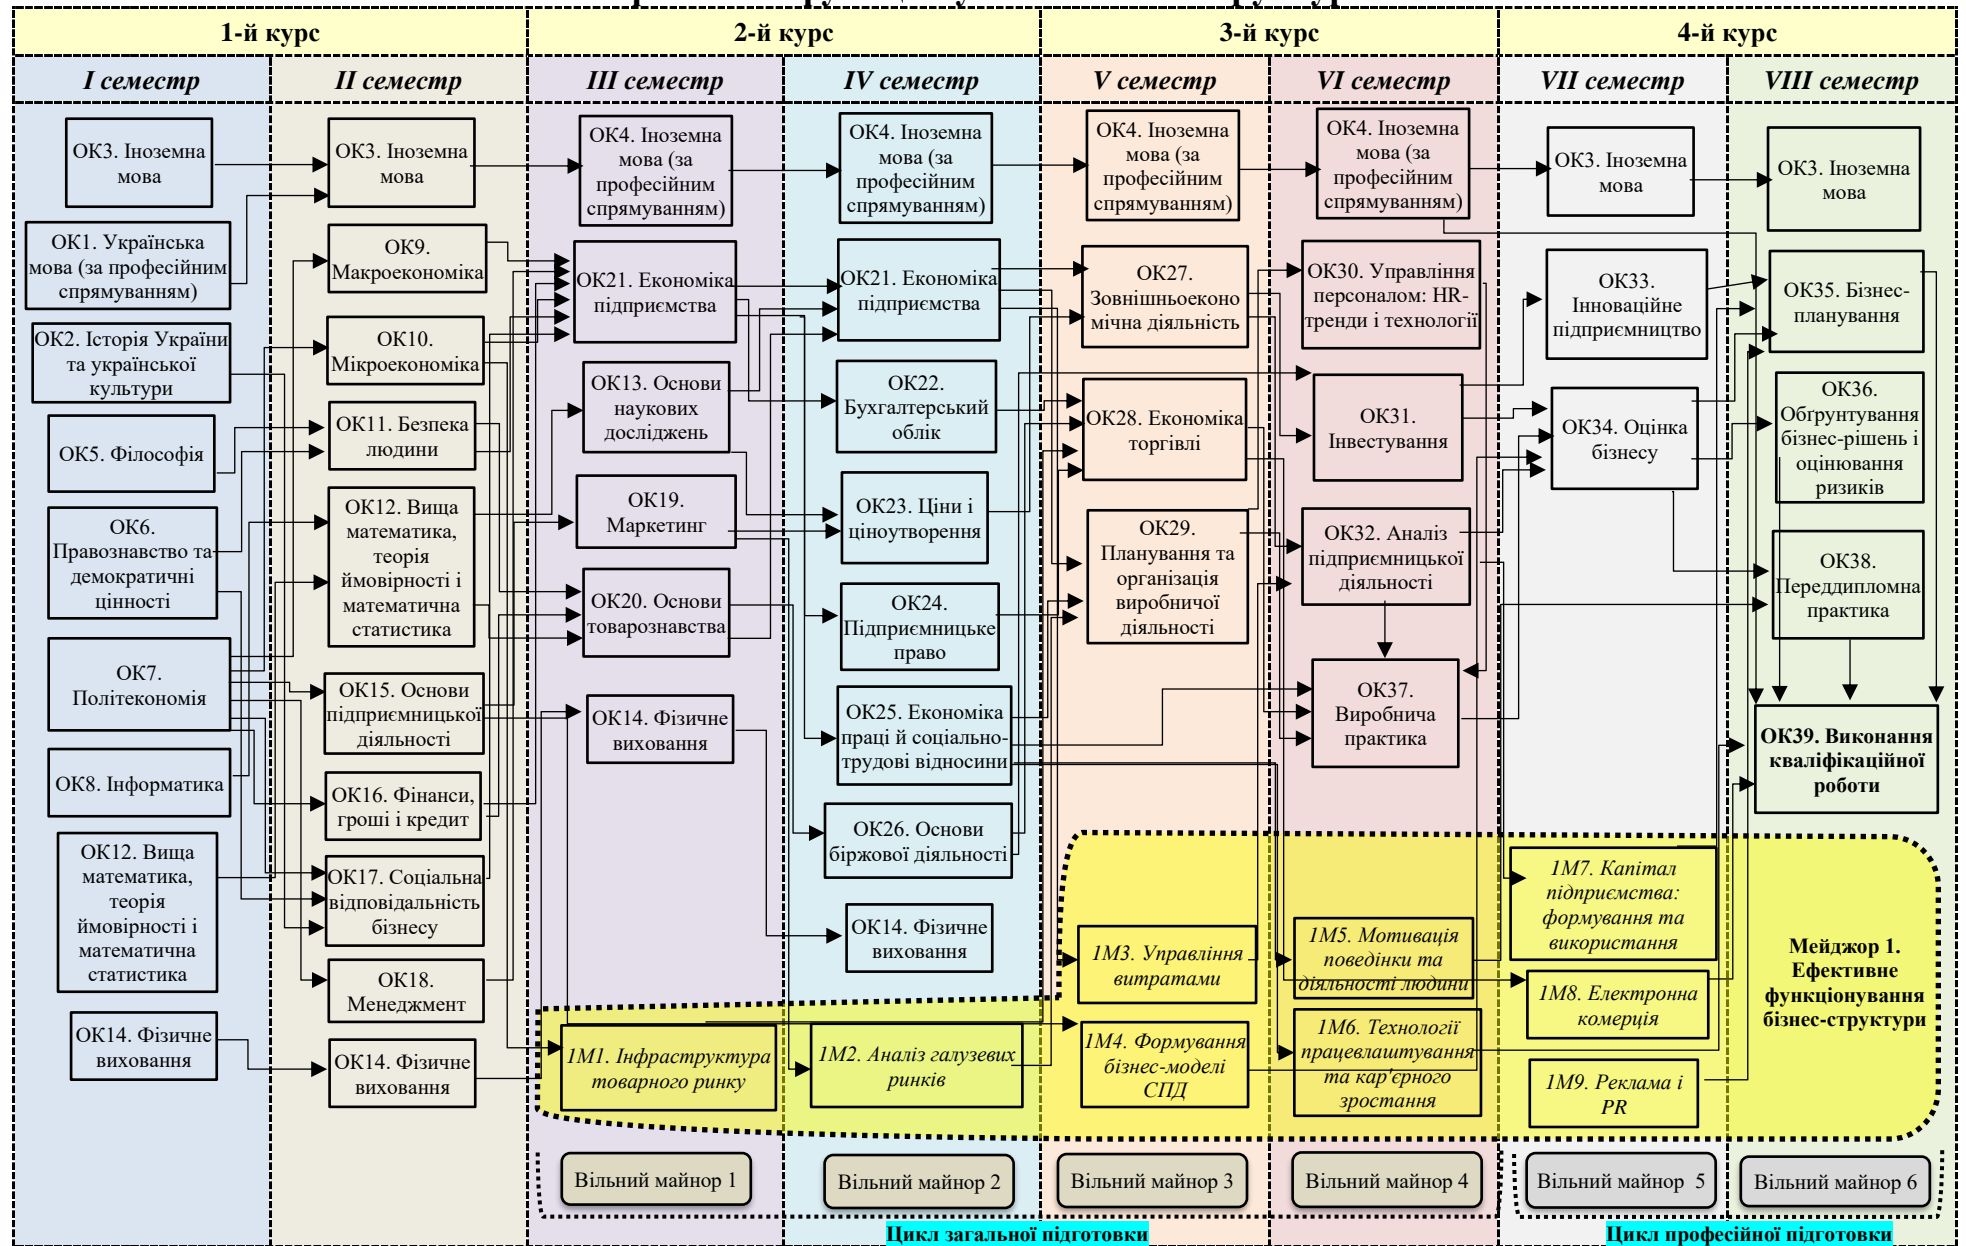 1-й курс
2-й курс
3-й курс
4-й курс
I семестр
II семестр
III семестр
IV семестр
V семестр
VI семестр
VII семестр
VIII семестр
ОК3. Іноземна
мова
ОК1. Українська
мова (за професійним
спрямуванням)
ОК2. Історія України
та української
культури
ОК5. Філософія
ОК6.
Правознавство та
демократичні
цінності
ОК7.
Політекономія
ОК8. Інформатика
ОК12. Вища
математика,
теорія
ймовірності і
математична
статистика
ОК14. Фізичне
виховання
ОК3. Іноземна
мова
ОК9.
Макроекономіка
ОК10.
Мікроекономіка
ОК11. Безпека
людини
ОК12. Вища
математика,
теорія
ймовірності і
математична
статистика
ОК15. Основи
підприємницької
діяльності
ОК16. Фінанси,
гроші і кредит
ОК17. Соціальна
відповідальність
бізнесу
ОК18.
Менеджмент
ОК14. Фізичне
виховання
ОК4. Іноземна
мова (за
професійним
спрямуванням)
ОК21. Економіка
підприємства
ОК13. Основи
наукових
досліджень
ОК19.
Маркетинг
ОК20. Основи
товарознавства
ОК14. Фізичне
виховання
1М1. Інфраструктура
товарного ринку
Вільний майнор 1
ОК4. Іноземна
мова (за
професійним
спрямуванням)
ОК21. Економіка
підприємства
ОК22.
Бухгалтерський
облік
ОК23. Ціни і
ціноутворення
ОК24.
Підприємницьке
право
ОК25. Економіка
праці й соціально-
трудові відносини
ОК26. Основи
біржової діяльності
ОК14. Фізичне
виховання
1М2. Аналіз галузевих
ринків
Вільний майнор 2
ОК4. Іноземна
мова (за
професійним
спрямуванням)
ОК27.
Зовнішньоеконо
мічна діяльність
ОК28. Економіка
торгівлі
ОК29.
Планування та
організація
виробничої
діяльності
1М3. Управління
витратами
1М4. Формування
бізнес-моделі
СПД
Вільний майнор 3
ОК4. Іноземна
мова (за
професійним
спрямуванням)
ОК30. Управління
персоналом: HR-
тренди і технології
ОК31.
Інвестування
ОК32. Аналіз
підприємницької
діяльності
ОК37.
Виробнича
практика
1М5. Мотивація
поведінки та
діяльності людини
1М6. Технології
працевлаштування
та кар'єрного
зростання
Вільний майнор 4
ОК3. Іноземна
мова
ОК33.
Інноваційне
підприємництво
ОК34. Оцінка
бізнесу
1М7. Капітал
підприємства:
формування та
використання
1М8. Електронна
комерція
1М9. Реклама і
PR
Вільний майнор 5
ОК3. Іноземна
мова
ОК35. Бізнес-
планування
ОК36.
Обґрунтування
бізнес-рішень і
оцінювання
ризиків
ОК38.
Переддипломна
практика
ОК39. Виконання
кваліфікаційної
роботи
Мейджор 1.
Ефективне
функціонування
бізнес-структури
Вільний майнор 6
Цикл загальної підготовки
Цикл професійної підготовки